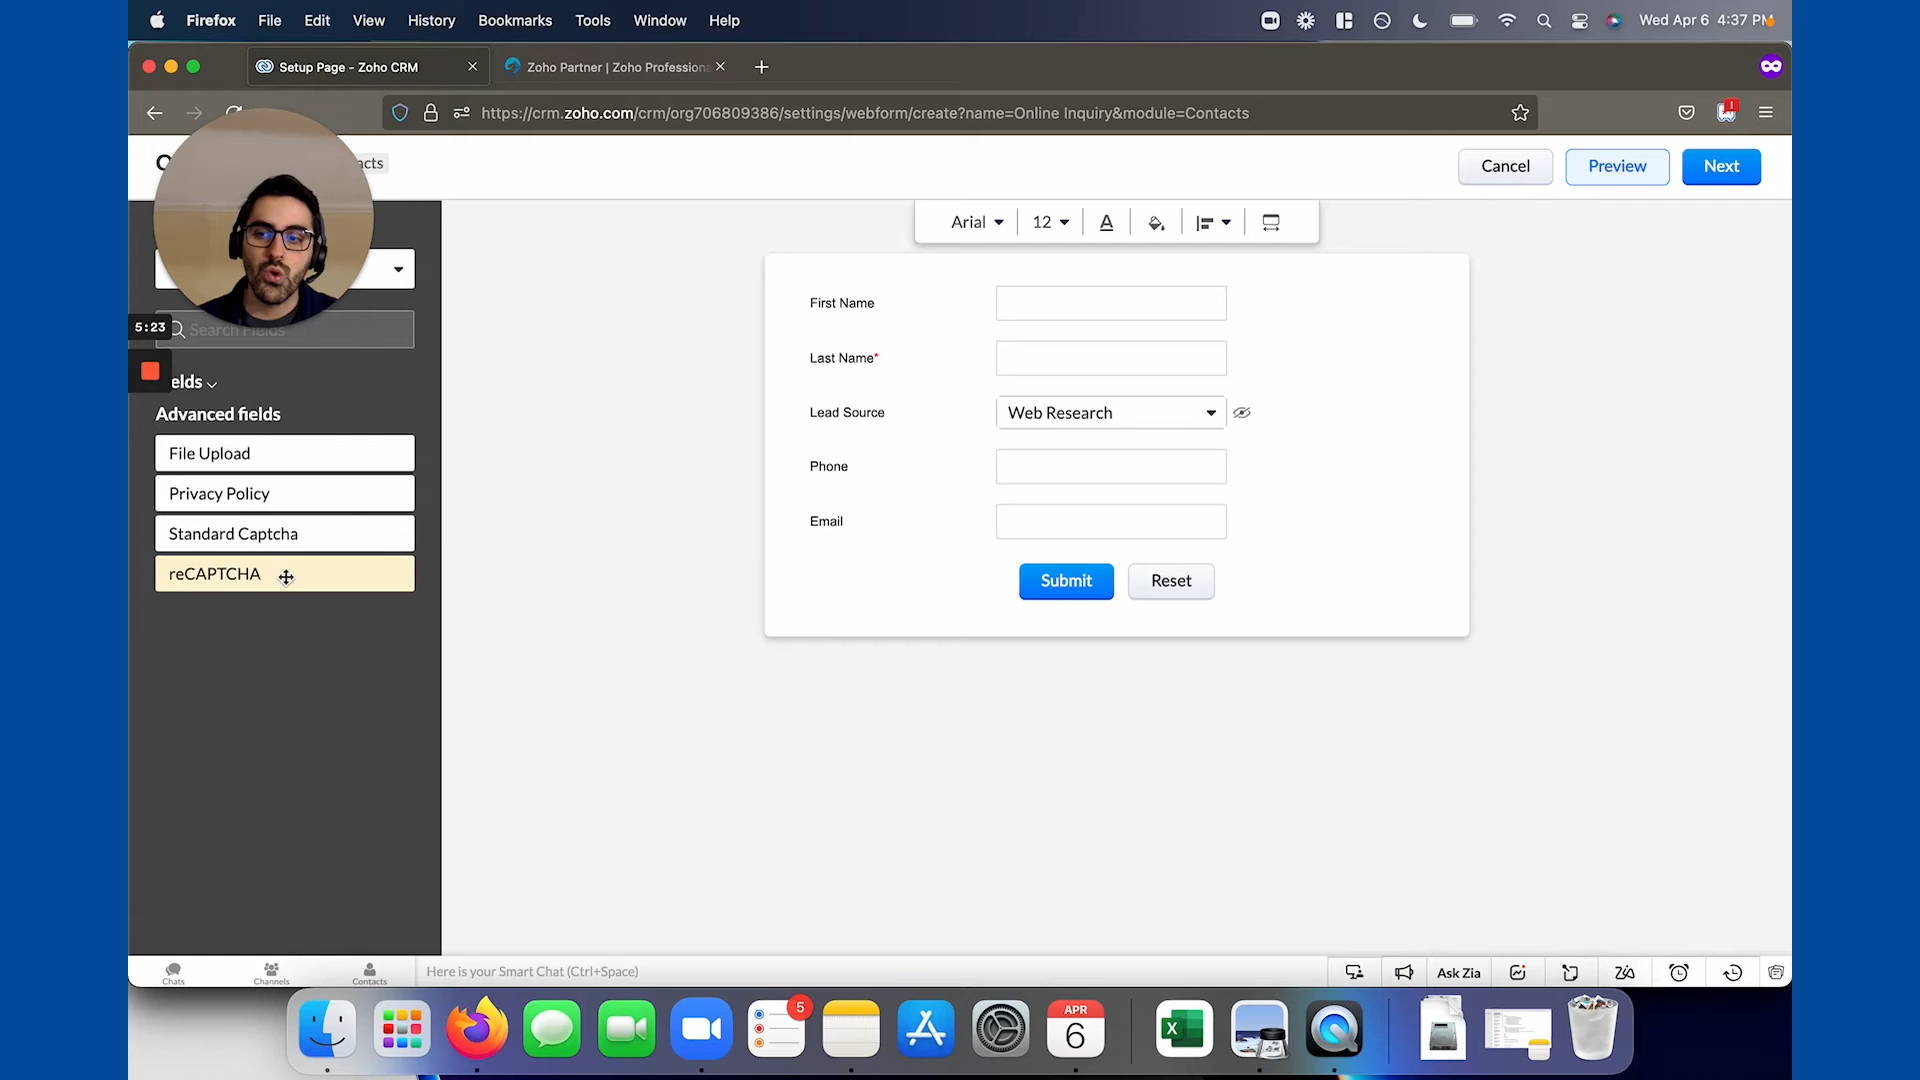 Firefox File Edit View History Bookmarks Tools Window Help
Wed Apr 6 4:37 PM
Setup Page - Zoho CRM
Zoho Partner | Zoho Professiona
https://crm.zoho.com/crm/org706809386/settings/webform/create?name=Online Inquiry&module=Contacts
Cancel
Preview
Next
Arial
12
A
5:23
Search Fields
Advanced fields
File Upload
Privacy Policy
Standard Captcha
reCAPTCHA
First Name
Last Name*
Lead Source
Web Research
Phone
Email
Submit
Reset
Chats
Channels
Contacts
Here is your Smart Chat (Ctrl+Space)
Ask Zia
5
APR
6
X